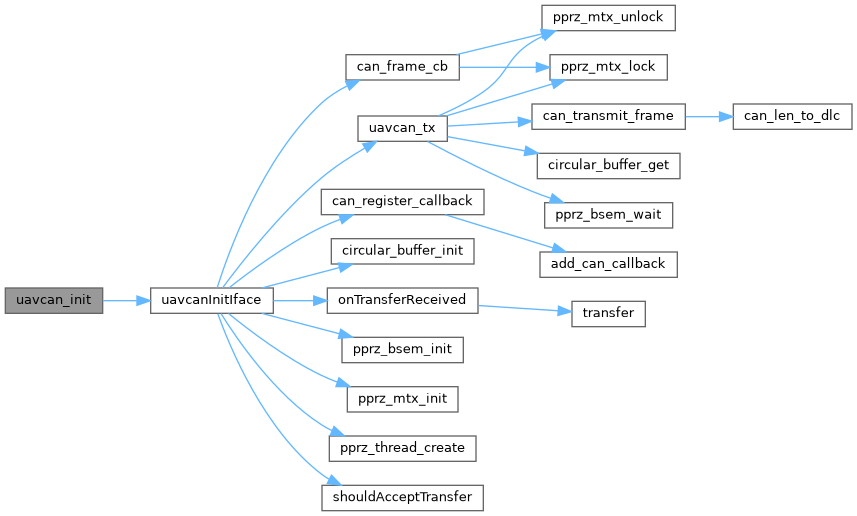 uavcan_init
uavcanInitIface
can_frame_cb
uavcan_tx
can_register_callback
circular_buffer_init
onTransferReceived
pprz_bsem_init
pprz_mtx_init
pprz_thread_create
shouldAcceptTransfer
pprz_mtx_unlock
pprz_mtx_lock
can_transmit_frame
circular_buffer_get
pprz_bsem_wait
add_can_callback
transfer
can_len_to_dlc